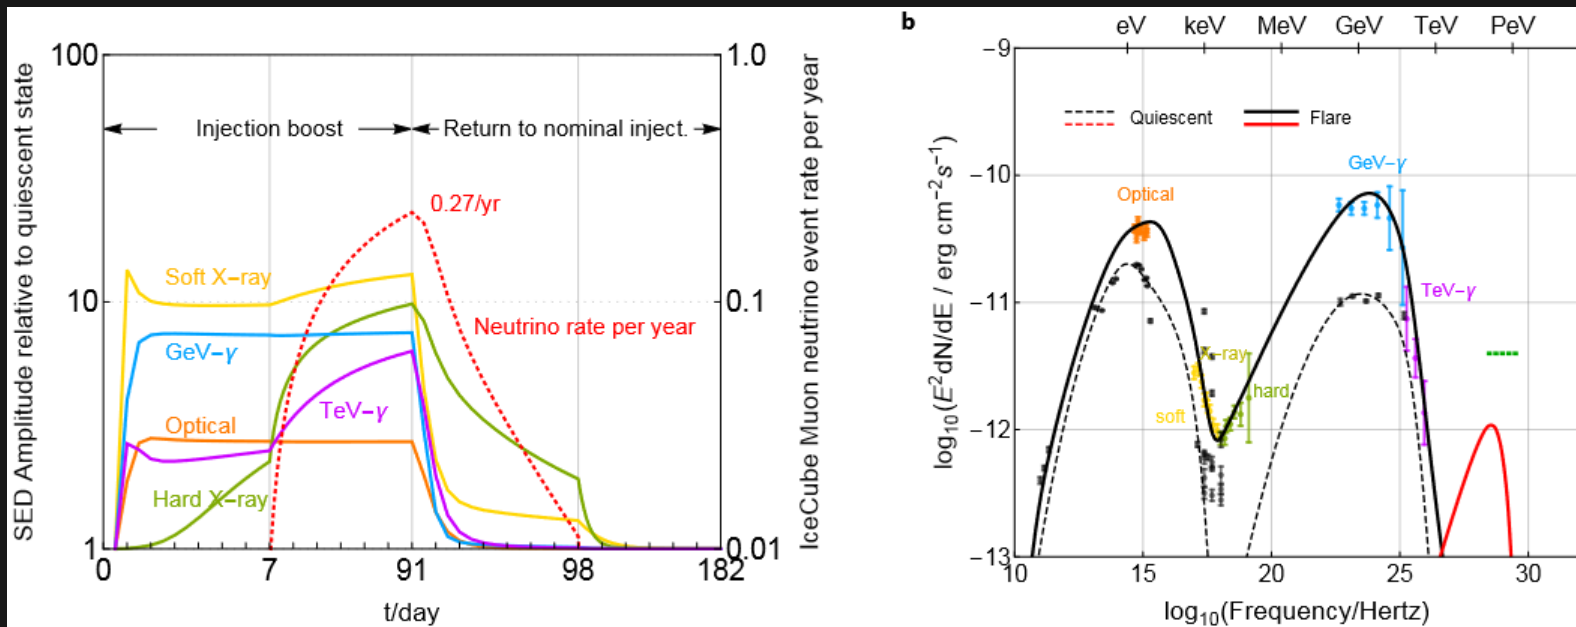 SED Amplitude relative to quiescent state
100
10
1
Injection boost
Return to nominal inject.
0.27/yr
Soft X-ray
Neutrino rate per year
GeV-γ
TeV-γ
Optical
Hard X-ray
1.0
0.1
0.01
IceCube Muon neutrino event rate per year
0 7 91 98 182
t/day
b
eV keV MeV GeV TeV PeV
-9
-10
-11
-12
-13
log10(E2dN/dE / erg cm−2s−1)
Quiescent Flare
GeV-γ
Optical
TeV-γ
X-ray
hard
soft
10 15 20 25 30
log10(Frequency/Hertz)